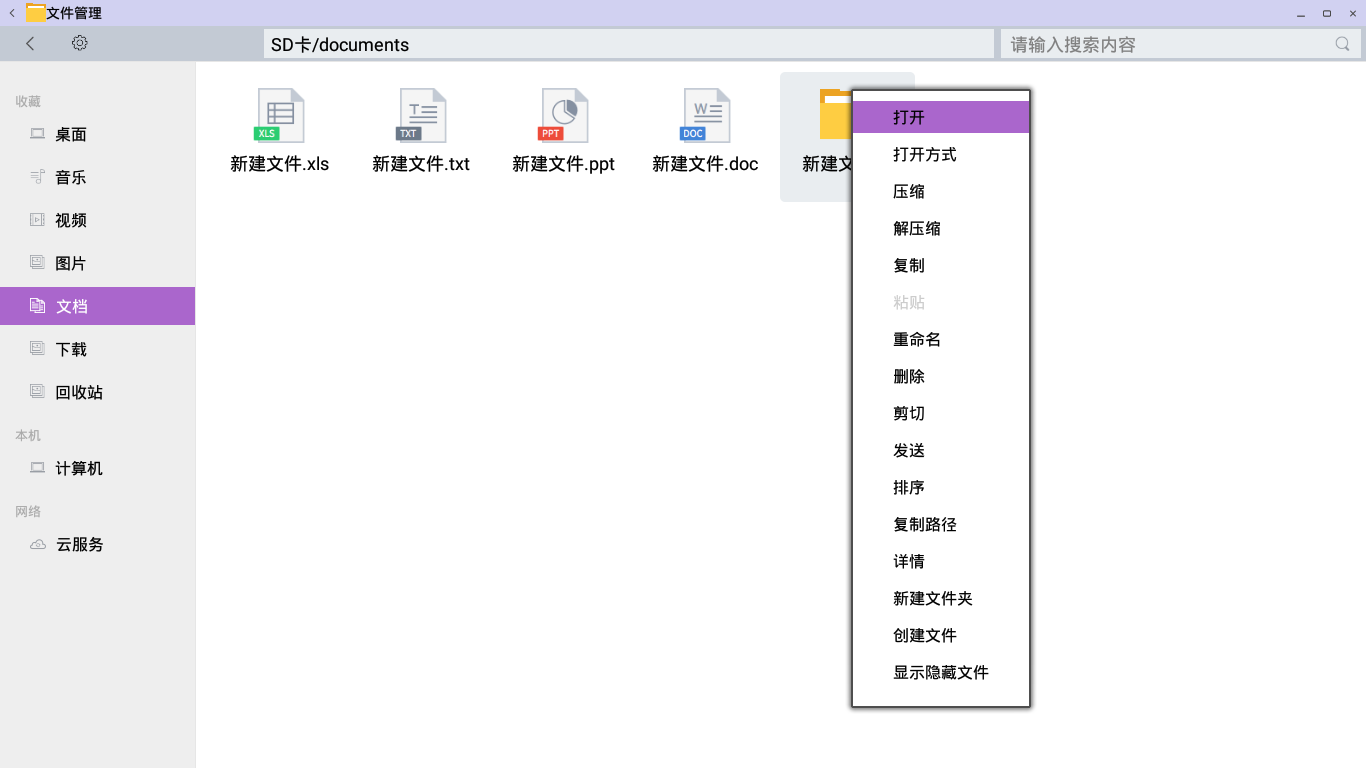 文件管理
SD卡/documents
请输入搜索内容
收藏
桌面
音乐
视频
图片
文档
下载
回收站
本机
计算机
网络
云服务
XLS
新建文件.xls
TXT
新建文件.txt
PPT
新建文件.ppt
W
DOC
新建文件.doc
新建文
打开
打开方式
压缩
解压缩
复制
粘贴
重命名
删除
剪切
发送
排序
复制路径
详情
新建文件夹
创建文件
显示隐藏文件